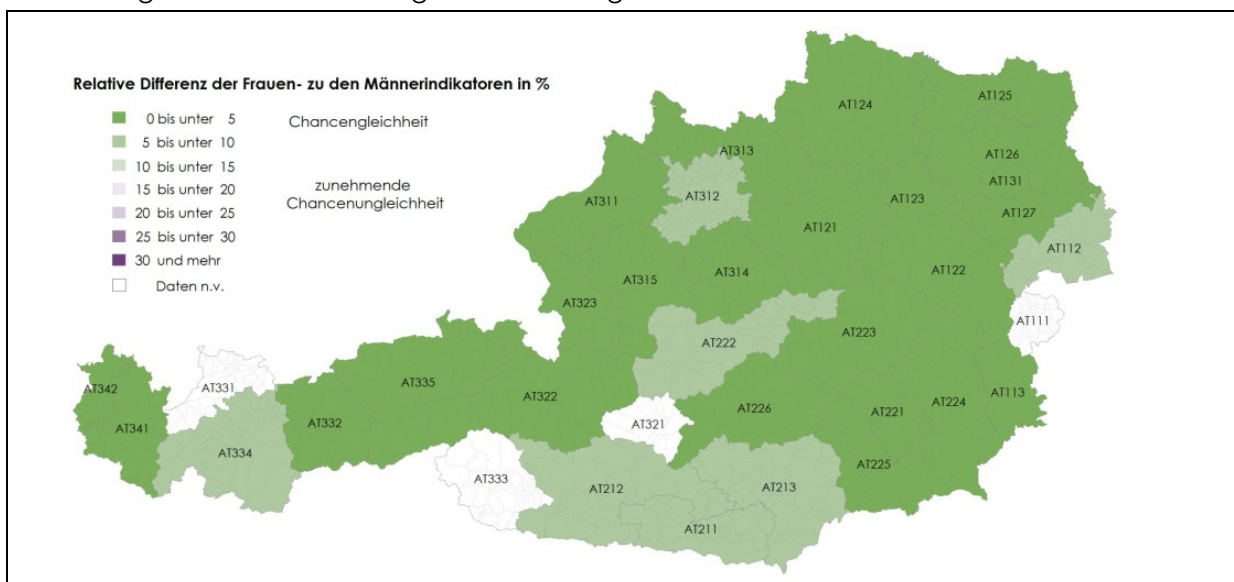 Relative Differenz der Frauen- zu den Männerindikatoren in %
0 bis unter 5 Chancengleichheit
5 bis unter 10
10 bis unter 15
15 bis unter 20 zunehmende
20 bis unter 25 Chancenungleichheit
25 bis unter 30
30 und mehr
Daten n.v.
AT124
AT125
AT313
AT126
AT131
AT312
AT311
AT123
AT127
AT121
AT112
AT122
AT315
AT314
AT323
AT111
AT223
AT222
AT342
AT331
AT335
AT322
AT113
AT341
AT332
AT226
AT221
AT224
AT321
AT334
AT225
AT333
AT212
AT213
AT211